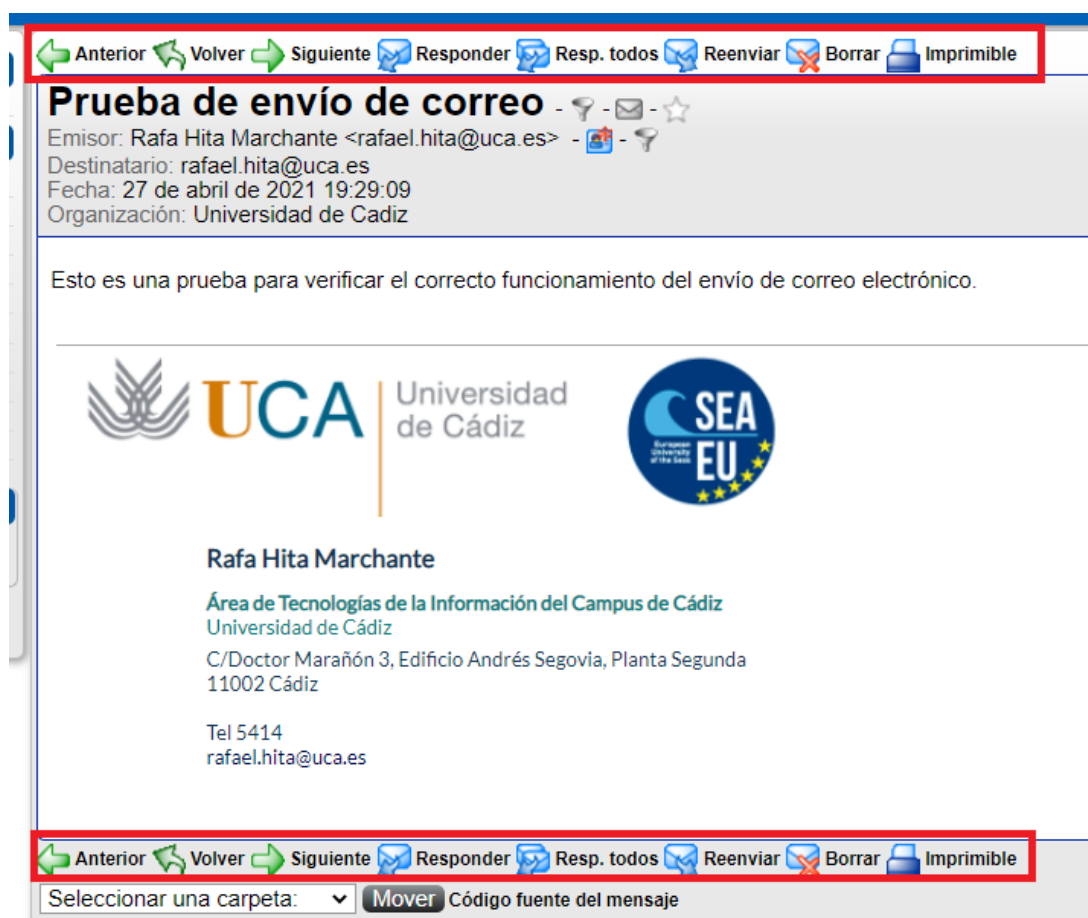 Anterior Volver Siguiente Responder Resp. todos Reenviar Borrar Imprimible
Prueba de envío de correo - - -
Emisor: Rafa Hita Marchante <rafael.hita@uca.es> - -
Destinatario: rafael.hita@uca.es
Fecha: 27 de abril de 2021 19:29:09
Organización: Universidad de Cadiz
Esto es una prueba para verificar el correcto funcionamiento del envío de correo electrónico.
UCA
Universidad
de Cádiz
SEA
European
University
of the Seas
EU
Rafa Hita Marchante
Área de Tecnologías de la Información del Campus de Cádiz
Universidad de Cádiz
C/Doctor Marañón 3, Edificio Andrés Segovia, Planta Segunda
11002 Cádiz
Tel 5414
rafael.hita@uca.es
Anterior Volver Siguiente Responder Resp. todos Reenviar Borrar Imprimible
Seleccionar una carpeta: Mover Código fuente del mensaje